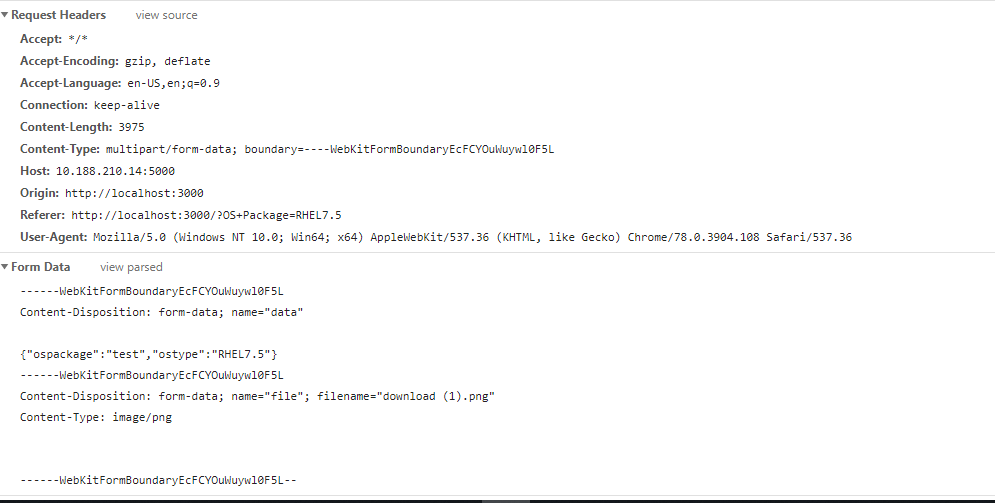 Request Headers view source
Accept: */*
Accept-Encoding: gzip, deflate
Accept-Language: en-US,en;q=0.9
Connection: keep-alive
Content-Length: 3975
Content-Type: multipart/form-data; boundary=----WebKitFormBoundaryEcFCYOuWuywl0F5L
Host: 10.188.210.14:5000
Origin: http://localhost:3000
Referer: http://localhost:3000/?OS+Package=RHEL7.5
User-Agent: Mozilla/5.0 (Windows NT 10.0; Win64; x64) AppleWebKit/537.36 (KHTML, like Gecko) Chrome/78.0.3904.108 Safari/537.36
Form Data view parsed
------WebKitFormBoundaryEcFCYOuWuywl0F5L
Content-Disposition: form-data; name="data"
{"ospackage":"test","ostype":"RHEL7.5"}
------WebKitFormBoundaryEcFCYOuWuywl0F5L
Content-Disposition: form-data; name="file"; filename="download (1).png"
Content-Type: image/png
------WebKitFormBoundaryEcFCYOuWuywl0F5L--